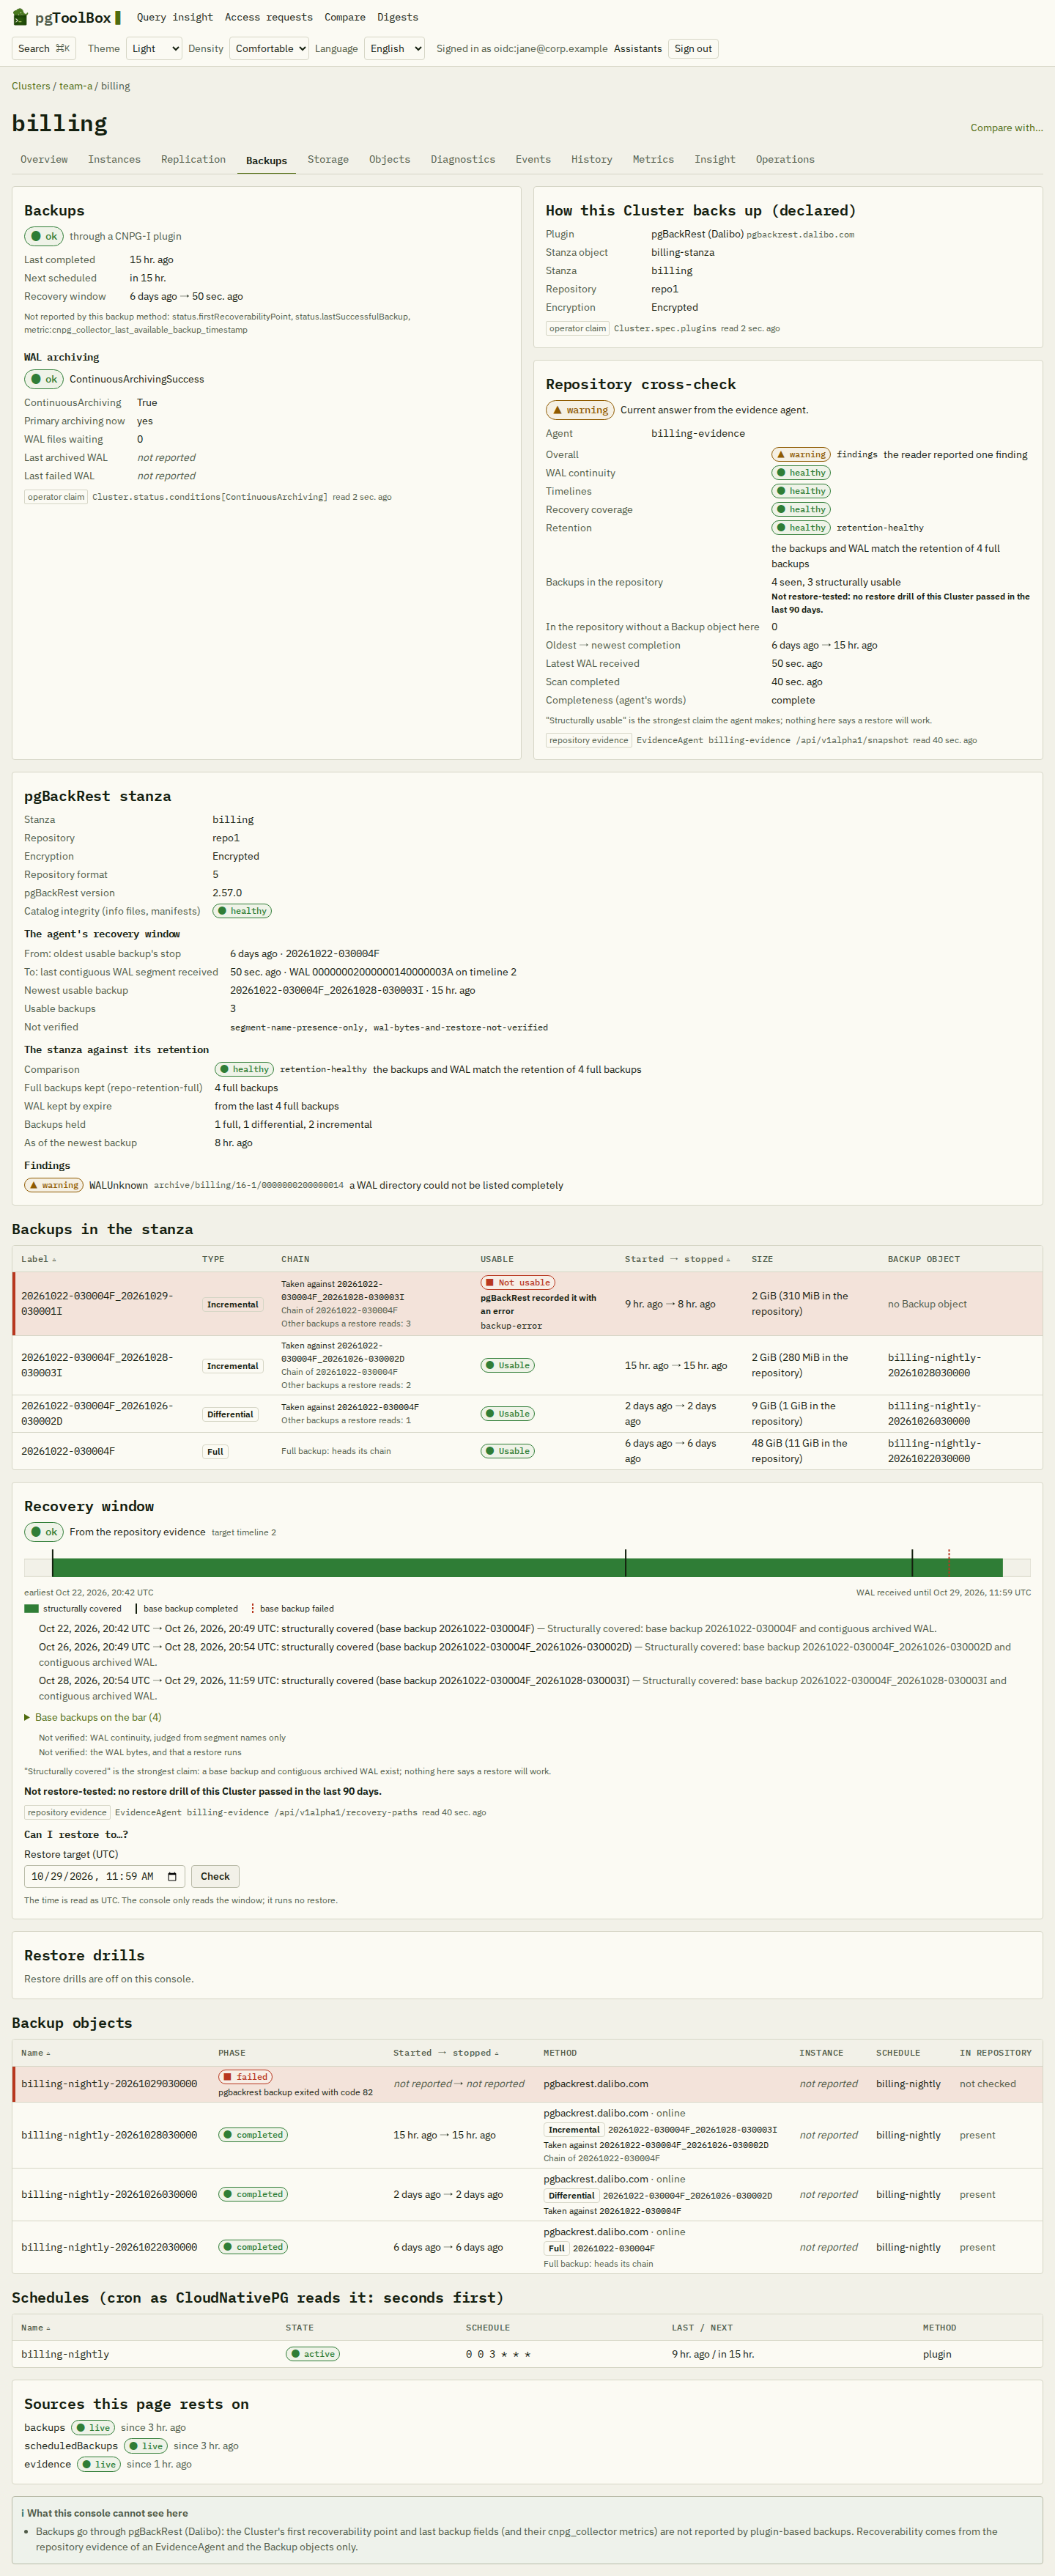 pgToolBox
Query insight Access requests Compare Digests
Search ⌘K Theme Light Density Comfortable Language English Signed in as oidc:jane@corp.example Assistants Sign out
Clusters / team-a / billing
billing
Compare with...
Overview Instances Replication Backups Storage Objects Diagnostics Events History Metrics Insight Operations
Backups
ok through a CNPG-I plugin
Last completed 15 hr. ago
Next scheduled in 15 hr.
Recovery window 6 days ago → 50 sec. ago
Not reported by this backup method: status.firstRecoverabilityPoint, status.lastSuccessfulBackup,
metric:cnpg_collector_last_available_backup_timestamp
WAL archiving
ok ContinuousArchivingSuccess
ContinuousArchiving True
Primary archiving now yes
WAL files waiting 0
Last archived WAL not reported
Last failed WAL not reported
operator claim Cluster.status.conditions[ContinuousArchiving] read 2 sec. ago
How this Cluster backs up (declared)
Plugin pgBackRest (Dalibo) pgbackrest.dalibo.com
Stanza object billing-stanza
Stanza billing
Repository repo1
Encryption Encrypted
operator claim Cluster.spec.plugins read 2 sec. ago
Repository cross-check
warning Current answer from the evidence agent.
Agent billing-evidence
Overall warning findings the reader reported one finding
WAL continuity healthy
Timelines healthy
Recovery coverage healthy
Retention healthy retention-healthy
the backups and WAL match the retention of 4 full
backups
Backups in the repository 4 seen, 3 structurally usable
Not restore-tested: no restore drill of this Cluster passed in the
last 90 days.
In the repository without a Backup object here 0
Oldest → newest completion 6 days ago → 15 hr. ago
Latest WAL received 50 sec. ago
Scan completed 40 sec. ago
Completeness (agent's words) complete
"Structurally usable" is the strongest claim the agent makes; nothing here says a restore will work.
repository evidence EvidenceAgent billing-evidence /api/v1alpha1/snapshot read 40 sec. ago
pgBackRest stanza
Stanza billing
Repository repo1
Encryption Encrypted
Repository format 5
pgBackRest version 2.57.0
Catalog integrity (info files, manifests) healthy
The agent's recovery window
From: oldest usable backup's stop 6 days ago · 20261022-030004F
To: last contiguous WAL segment received 50 sec. ago · WAL 00000002000000140000003A on timeline 2
Newest usable backup 20261022-030004F_20261028-030003I · 15 hr. ago
Usable backups 3
Not verified segment-name-presence-only, wal-bytes-and-restore-not-verified
The stanza against its retention
Comparison healthy retention-healthy the backups and WAL match the retention of 4 full backups
Full backups kept (repo-retention-full) 4 full backups
WAL kept by expire from the last 4 full backups
Backups held 1 full, 1 differential, 2 incremental
As of the newest backup 8 hr. ago
Findings
warning WALUnknown archive/billing/16-1/0000000200000014 a WAL directory could not be listed completely
Backups in the stanza
Label TYPE CHAIN USABLE Started → stopped SIZE BACKUP OBJECT
20261022-030004F_20261029-
030001I
Incremental
Taken against 20261022-
030004F_20261028-030003I
Chain of 20261022-030004F
Other backups a restore reads: 3
Not usable
pgBackRest recorded it with
an error
backup-error
9 hr. ago → 8 hr. ago
2 GiB (310 MiB in the
repository)
no Backup object
20261022-030004F_20261028-
030003I
Incremental
Taken against 20261022-
030004F_20261026-030002D
Chain of 20261022-030004F
Other backups a restore reads: 2
Usable
15 hr. ago → 15 hr. ago
2 GiB (280 MiB in the
repository)
billing-nightly-
20261028030000
20261022-030004F_20261026-
030002D
Differential
Taken against 20261022-030004F
Other backups a restore reads: 1
Usable
2 days ago → 2 days
ago
9 GiB (1 GiB in the
repository)
billing-nightly-
20261026030000
20261022-030004F
Full
Full backup: heads its chain
Usable
6 days ago → 6 days
ago
48 GiB (11 GiB in the
repository)
billing-nightly-
20261022030000
Recovery window
ok From the repository evidence target timeline 2
earliest Oct 22, 2026, 20:42 UTC WAL received until Oct 29, 2026, 11:59 UTC
structurally covered base backup completed base backup failed
Oct 22, 2026, 20:42 UTC → Oct 26, 2026, 20:49 UTC: structurally covered (base backup 20261022-030004F) — Structurally covered: base backup 20261022-030004F and contiguous archived WAL.
Oct 26, 2026, 20:49 UTC → Oct 28, 2026, 20:54 UTC: structurally covered (base backup 20261022-030004F_20261026-030002D) — Structurally covered: base backup 20261022-030004F_20261026-030002D and
contiguous archived WAL.
Oct 28, 2026, 20:54 UTC → Oct 29, 2026, 11:59 UTC: structurally covered (base backup 20261022-030004F_20261028-030003I) — Structurally covered: base backup 20261022-030004F_20261028-030003I and
contiguous archived WAL.
Base backups on the bar (4)
Not verified: WAL continuity, judged from segment names only
Not verified: the WAL bytes, and that a restore runs
"Structurally covered" is the strongest claim: a base backup and contiguous archived WAL exist; nothing here says a restore will work.
Not restore-tested: no restore drill of this Cluster passed in the last 90 days.
repository evidence EvidenceAgent billing-evidence /api/v1alpha1/recovery-paths read 40 sec. ago
Can I restore to…?
Restore target (UTC)
10/29/2026, 11:59 AM Check
The time is read as UTC. The console only reads the window; it runs no restore.
Restore drills
Restore drills are off on this console.
Backup objects
Name PHASE Started → stopped METHOD INSTANCE SCHEDULE IN REPOSITORY
billing-nightly-20261029030000
failed
pgbackrest backup exited with code 82
not reported → not reported
pgbackrest.dalibo.com
not reported
billing-nightly
not checked
billing-nightly-20261028030000
completed
15 hr. ago → 15 hr. ago
pgbackrest.dalibo.com · online
Incremental 20261022-030004F_20261028-030003I
Taken against 20261022-030004F_20261026-030002D
Chain of 20261022-030004F
not reported
billing-nightly
present
billing-nightly-20261026030000
completed
2 days ago → 2 days ago
pgbackrest.dalibo.com · online
Differential 20261022-030004F_20261026-030002D
Taken against 20261022-030004F
not reported
billing-nightly
present
billing-nightly-20261022030000
completed
6 days ago → 6 days ago
pgbackrest.dalibo.com · online
Full 20261022-030004F
Full backup: heads its chain
not reported
billing-nightly
present
Schedules (cron as CloudNativePG reads it: seconds first)
Name STATE SCHEDULE LAST / NEXT METHOD
billing-nightly active 0 0 3 * * * 9 hr. ago / in 15 hr. plugin
Sources this page rests on
backups live since 3 hr. ago
scheduledBackups live since 3 hr. ago
evidence live since 1 hr. ago
i What this console cannot see here
• Backups go through pgBackRest (Dalibo): the Cluster's first recoverability point and last backup fields (and their cnpg_collector metrics) are not reported by plugin-based backups. Recoverability comes from the
repository evidence of an EvidenceAgent and the Backup objects only.